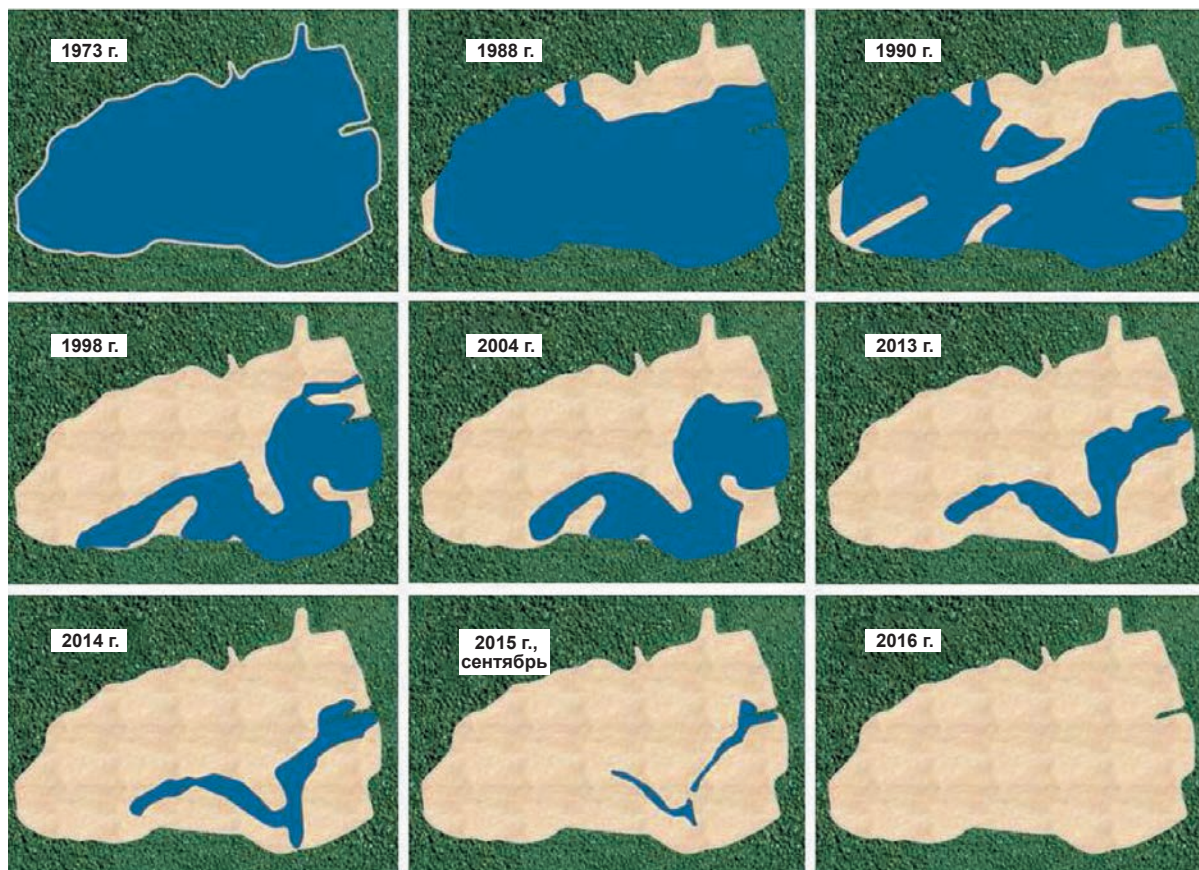 1973 г.
1988 г.
1990 г.
1998 г.
2004 г.
2013 г.
2014 г.
2015 г.,
сентябрь
2016 г.